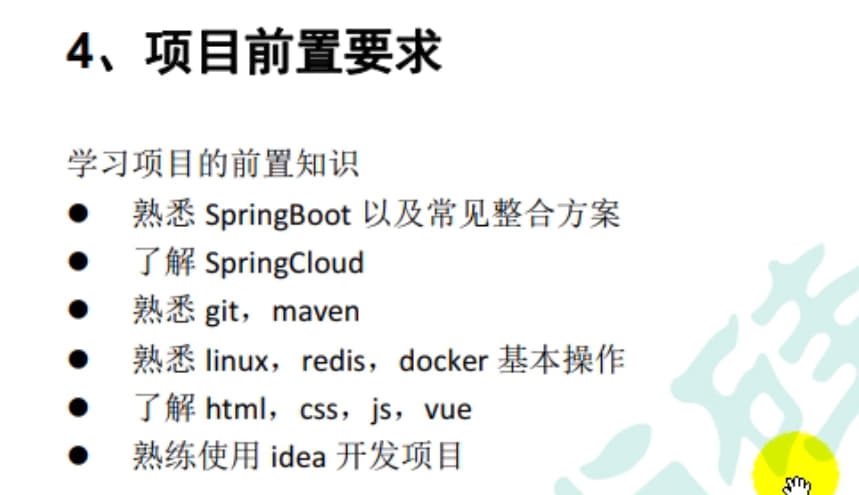 4、项目前置要求
学习项目的前置知识
● 熟悉 SpringBoot 以及常见整合方案
● 了解 SpringCloud
● 熟悉 git，maven
● 熟悉 linux，redis，docker 基本操作
● 了解 html，css，js，vue
● 熟练使用 idea 开发项目